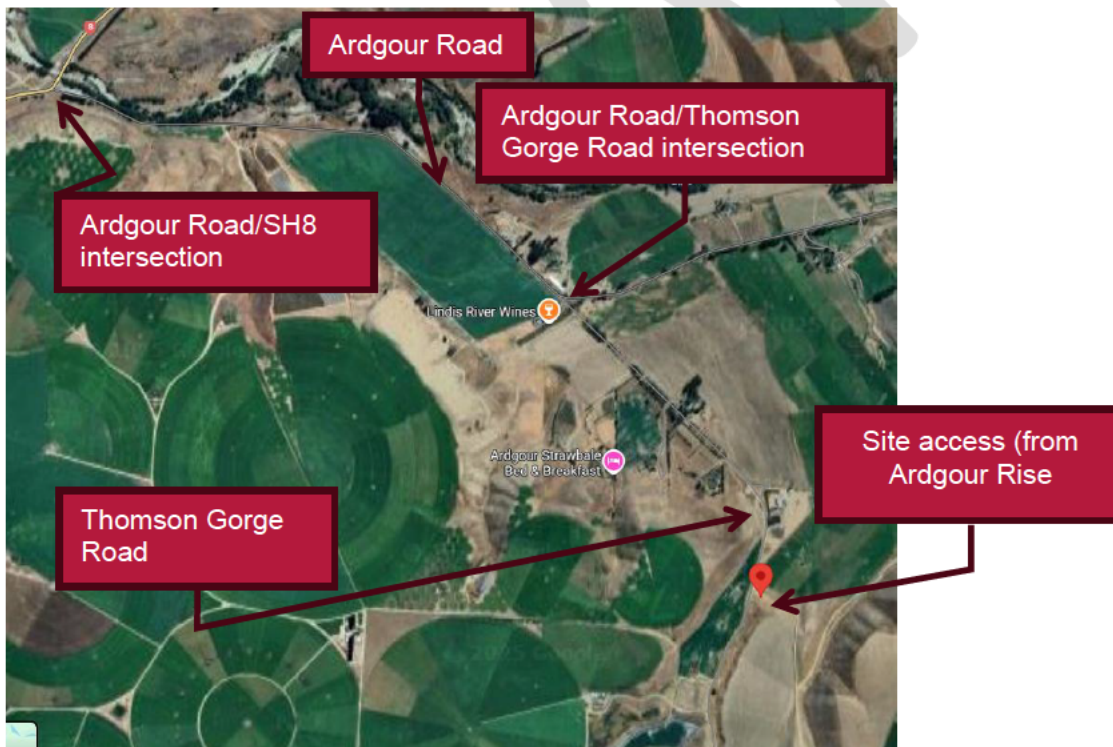 8
Ardgour Road
Ardgour Road/Thomson
Gorge Road intersection
Ardgour Road/SH8
intersection
Lindis River Wines
Ardgour Strawbale
Bed & Breakfast
Site access (from
Ardgour Rise
Thomson Gorge
Road